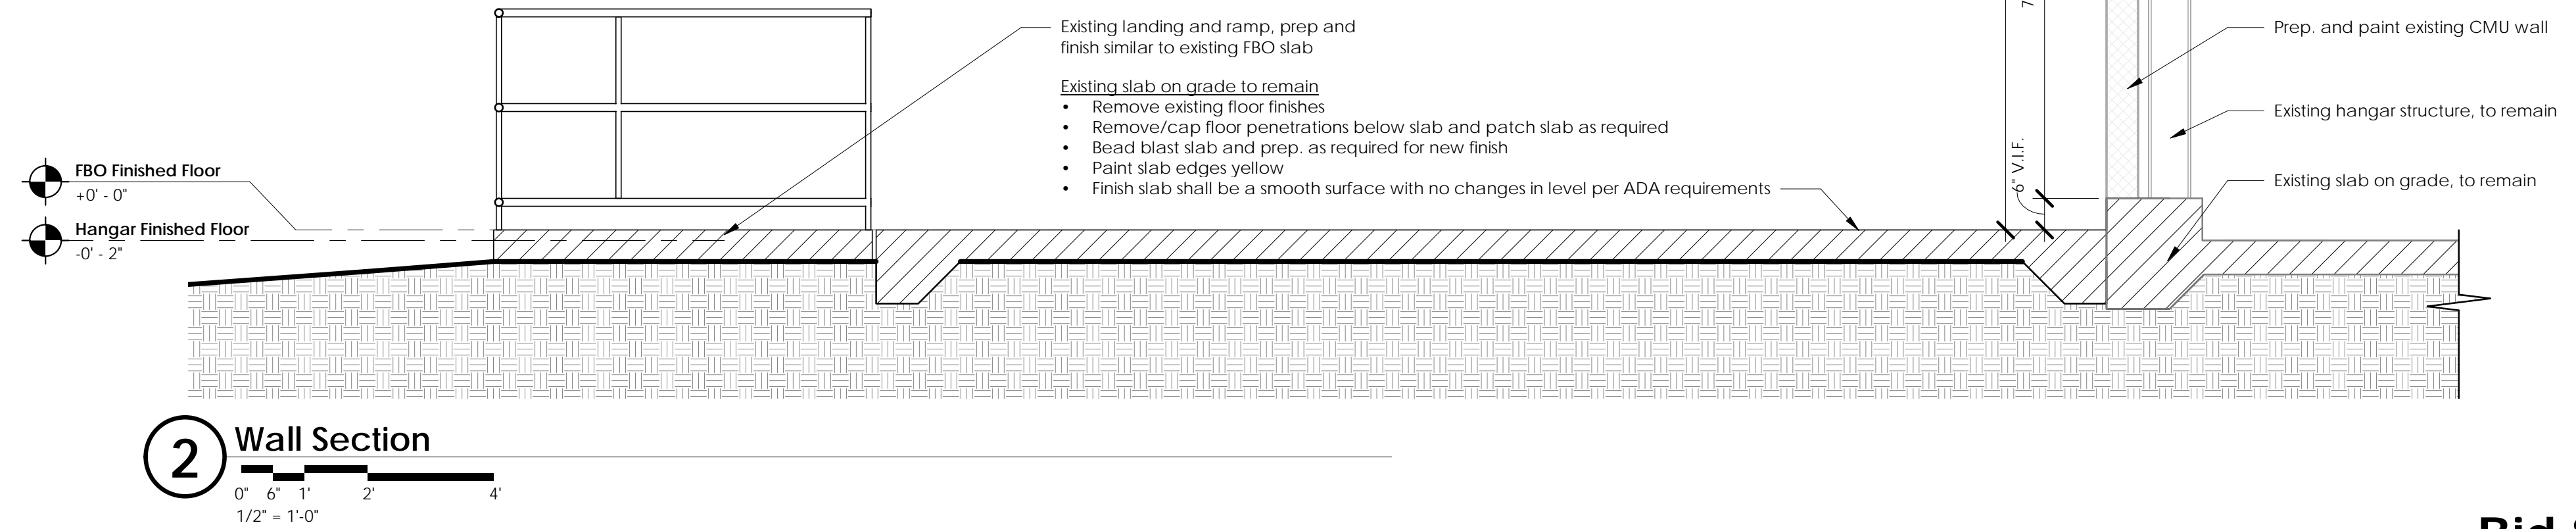 Existing landing and ramp, prep and
finish similar to existing FBO slab
Existing slab on grade to remain
• Remove existing floor finishes
• Remove/cap floor penetrations below slab and patch slab as required
• Bead blast slab and prep. as required for new finish
• Paint slab edges yellow
• Finish slab shall be a smooth surface with no changes in level per ADA requirements
7
6" V.I.F.
Prep. and paint existing CMU wall
Existing hangar structure, to remain
Existing slab on grade, to remain
FBO Finished Floor
+0' - 0"
Hangar Finished Floor
-0' - 2"
2
Wall Section
0" 6" 1' 2' 4'
1/2" = 1'-0"
Bid